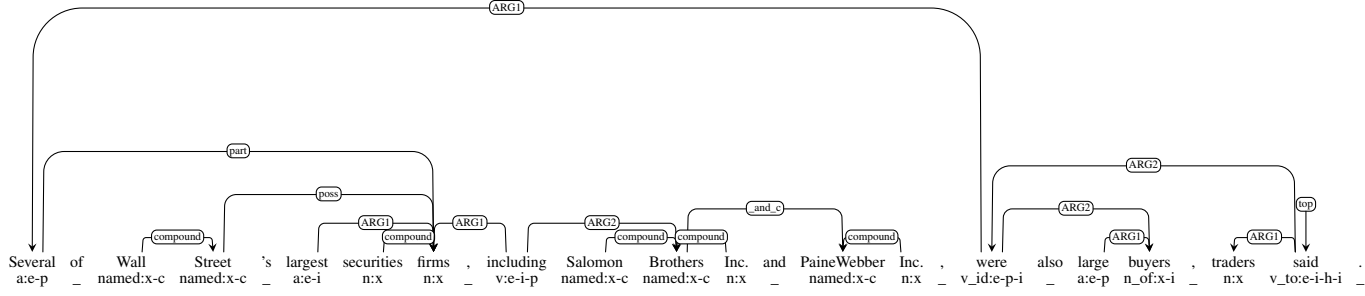 ARG1
part
ARG2
poss
_and_c
top
ARG1 ARG1 ARG2 ARG2
compound compound compound compound compound ARG1 ARG1
Several of Wall Street 's largest securities firms , including Salomon Brothers Inc. and PaineWebber Inc. , were also large buyers , traders said .
a:e-p _ named:x-c named:x-c _ a:e-i n:x n:x _ v:e-i-p named:x-c named:x-c n:x _ named:x-c n:x _ v_id:e-p-i _ a:e-p n_of:x-i _ n:x v_to:e-i-h-i _